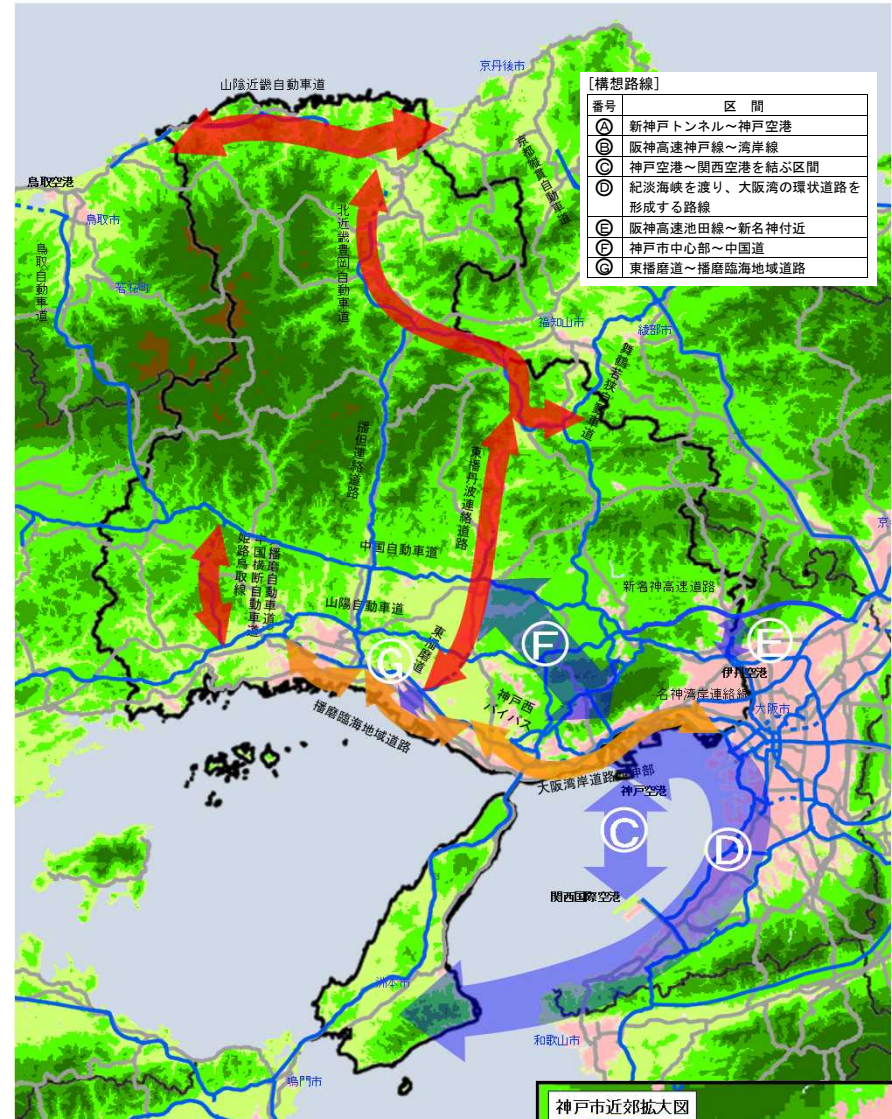 山陰近畿自動車道
京丹後市
[構想路線]
番号 区 間
Ⓐ 新神戸トンネル～神戸空港
Ⓑ 阪神高速神戸線～湾岸線
Ⓒ 神戸空港～関西空港を結ぶ区間
Ⓓ 紀淡海峡を渡り、大阪湾の環状道路を
形成する路線
Ⓔ 阪神高速池田線～新名神付近
Ⓕ 神戸市中心部～中国道
Ⓖ 東播磨道～播磨臨海地域道路
京都縦貫自動車道
鳥取空港
鳥取市
鳥取自動車道
若桜町
北近畿豊岡自動車道
福知山市
綾部市
舞鶴若狭自動車道
播但連絡道路
東播丹波連絡道路
中国自動車道
播磨自動車道
中国横断自動車道
姫路鳥取線
山陽自動車道
新名神高速道路
東播磨道
Ⓕ
Ⓔ
Ⓖ
伊丹空港
神戸西
バイパス
名神湾岸連絡線
大阪市
播磨臨海地域道路
大阪湾岸道路西伸部
神戸空港
Ⓒ
Ⓓ
関西国際空港
洲本市
和歌山市
鳴門市
神戸市近郊拡大図